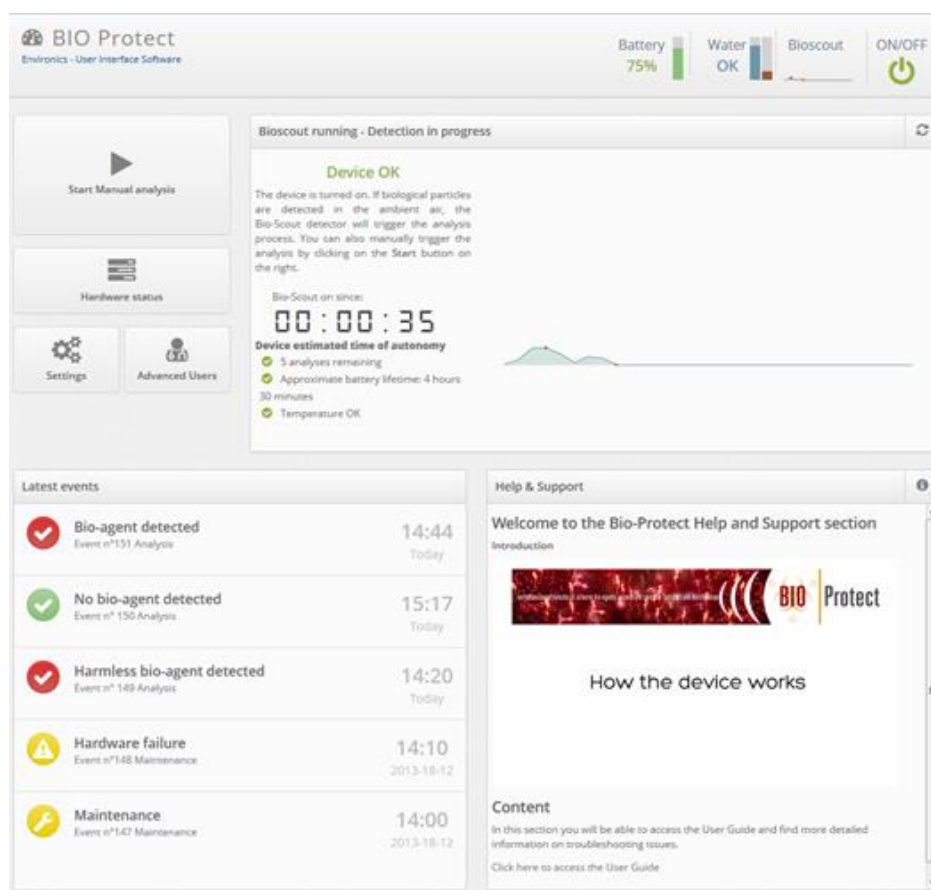 BIO Protect
Environics - User Interface Software
Battery
75%
Water
OK
Bioscout
ON/OFF
Start Manual analysis
Hardware status
Settings
Advanced Users
Bioscout running - Detection in progress
Device OK
The device is turned on. If biological particles
are detected in the ambient air, the
Bio-Scout detector will trigger the analysis
process. You can also manually trigger the
analysis by clicking on the Start button on
the right.
Bio-Scout on since:
00:00:35
Device estimated time of autonomy
5 analyses remaining
Approximate battery lifetime: 4 hours
30 minutes
Temperature OK
Latest events
Bio-agent detected
Event n°151 Analysis
14:44
Today
No bio-agent detected
Event n° 150 Analysis
15:17
Today
Harmless bio-agent detected
Event n° 149 Analysis
14:20
Today
Hardware failure
Event n°148 Maintenance
14:10
2013-18-12
Maintenance
Event n°147 Maintenance
14:00
2013-18-12
Help & Support
Welcome to the Bio-Protect Help and Support section
Introduction
BIO Protect
How the device works
Content
In this section you will be able to access the User Guide and find more detailed
information on troubleshooting issues.
Click here to access the User Guide